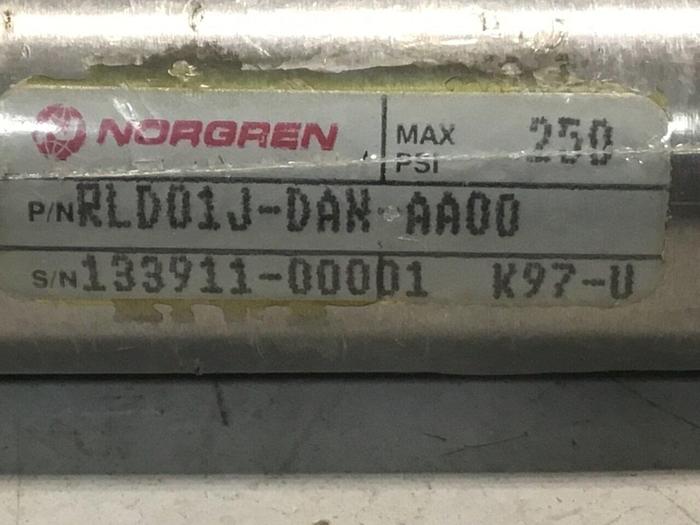 NORGREN MAX PSI 250
P/N RLD01J-DAN-AA00
S/N 133911-00001 K97-U